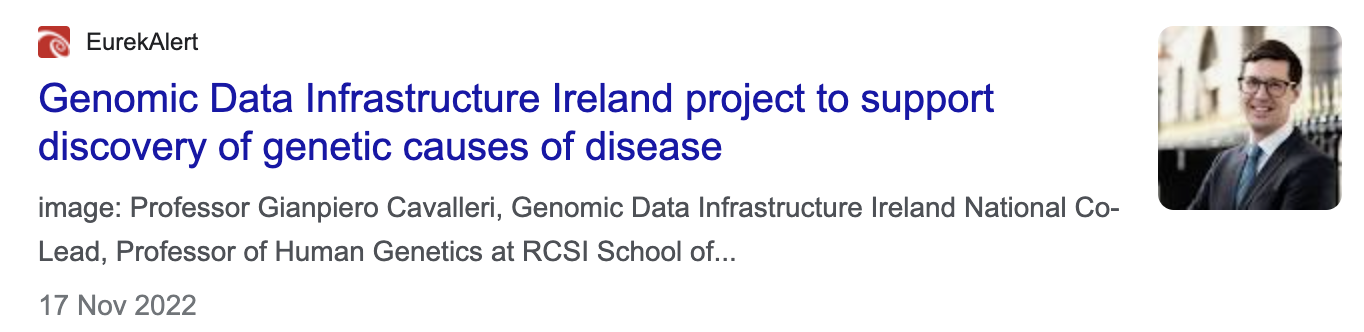 EurekAlert
Genomic Data Infrastructure Ireland project to support
discovery of genetic causes of disease
image: Professor Gianpiero Cavalleri, Genomic Data Infrastructure Ireland National Co-
Lead, Professor of Human Genetics at RCSI School of...
17 Nov 2022